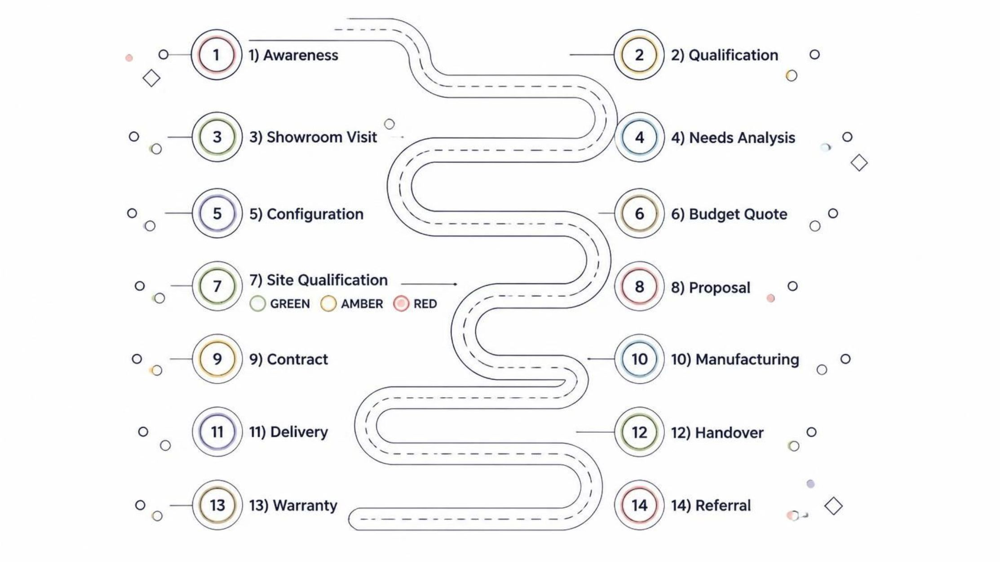 1
1) Awareness
2
2) Qualification
3
3) Showroom Visit
4
4) Needs Analysis
5
5) Configuration
6
6) Budget Quote
7
7) Site Qualification
GREEN AMBER RED
8
8) Proposal
9
9) Contract
10
10) Manufacturing
11
11) Delivery
12
12) Handover
13
13) Warranty
14
14) Referral